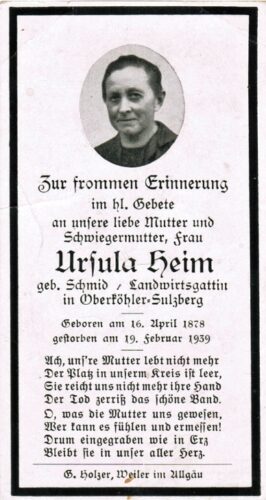 Zur frommen Erinnerung
im hl. Gebete
an unsere liebe Mutter und
Schwiegermutter, Frau
Ursula Heim
geb. Schmid / Landwirtsgattin
in Oberköhler-Sulzberg
Geboren am 16. April 1878
gestorben am 19. Februar 1939
Ach, uns're Mutter lebt nicht mehr
Der Platz in unserm Kreis ist leer,
Sie reicht uns nicht mehr ihre Hand
Der Tod zerriß das schöne Band.
O, was die Mutter uns gewesen,
Wer kann es fühlen und ermessen!
Drum eingegraben wie in Erz
Bleibt sie in unser aller Herz.
G. Holzer, Weiler im Allgäu